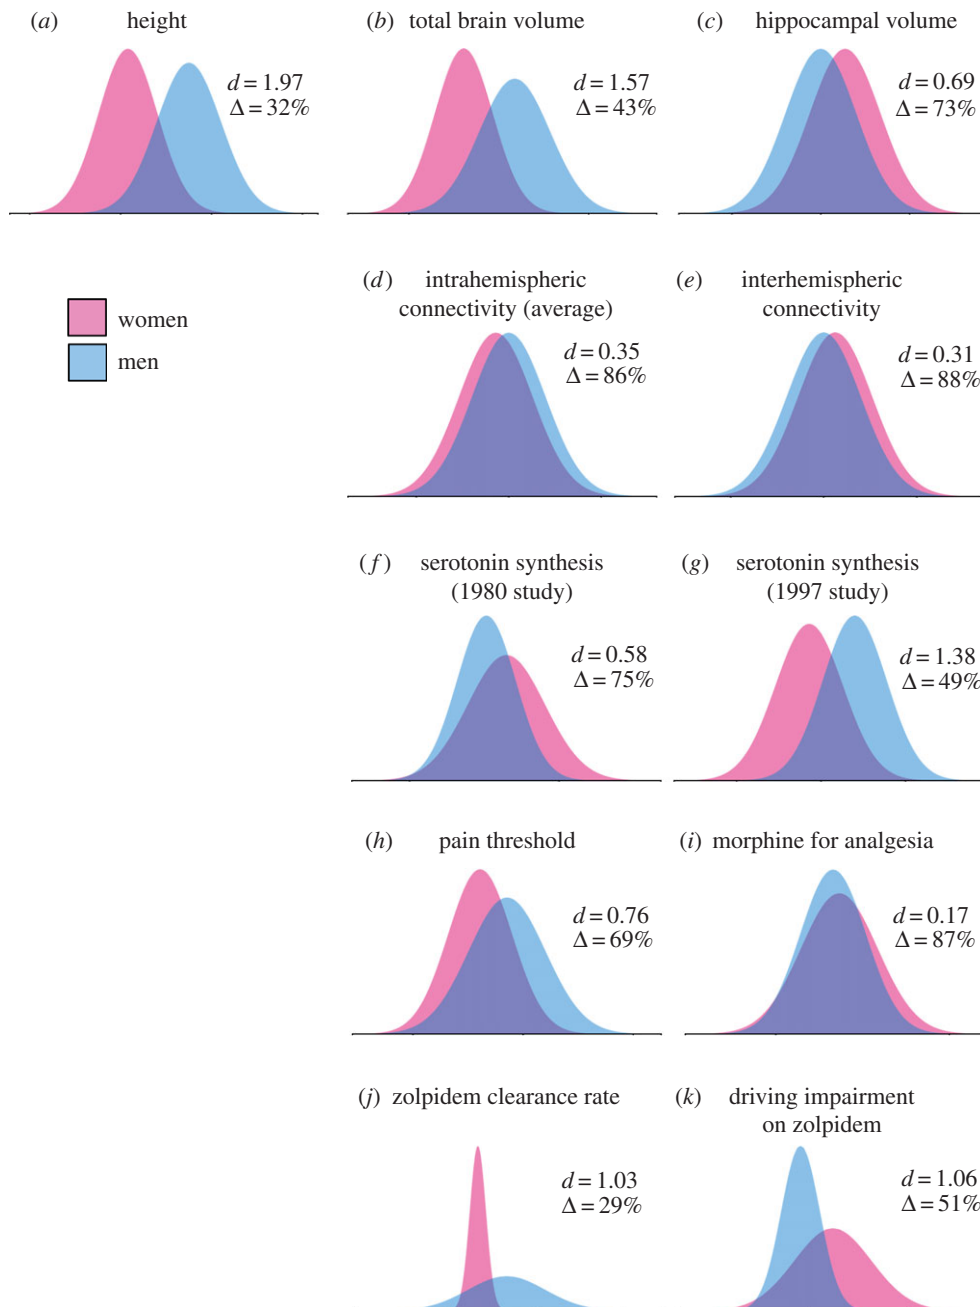 (a) height
d = 1.97
Δ = 32%
(b) total brain volume
d = 1.57
Δ = 43%
(c) hippocampal volume
d = 0.69
Δ = 73%
women
men
(d) intrahemispheric
connectivity (average)
d = 0.35
Δ = 86%
(e) interhemispheric
connectivity
d = 0.31
Δ = 88%
(f) serotonin synthesis
(1980 study)
d = 0.58
Δ = 75%
(g) serotonin synthesis
(1997 study)
d = 1.38
Δ = 49%
(h) pain threshold
d = 0.76
Δ = 69%
(i) morphine for analgesia
d = 0.17
Δ = 87%
(j) zolpidem clearance rate
d = 1.03
Δ = 29%
(k) driving impairment
on zolpidem
d = 1.06
Δ = 51%